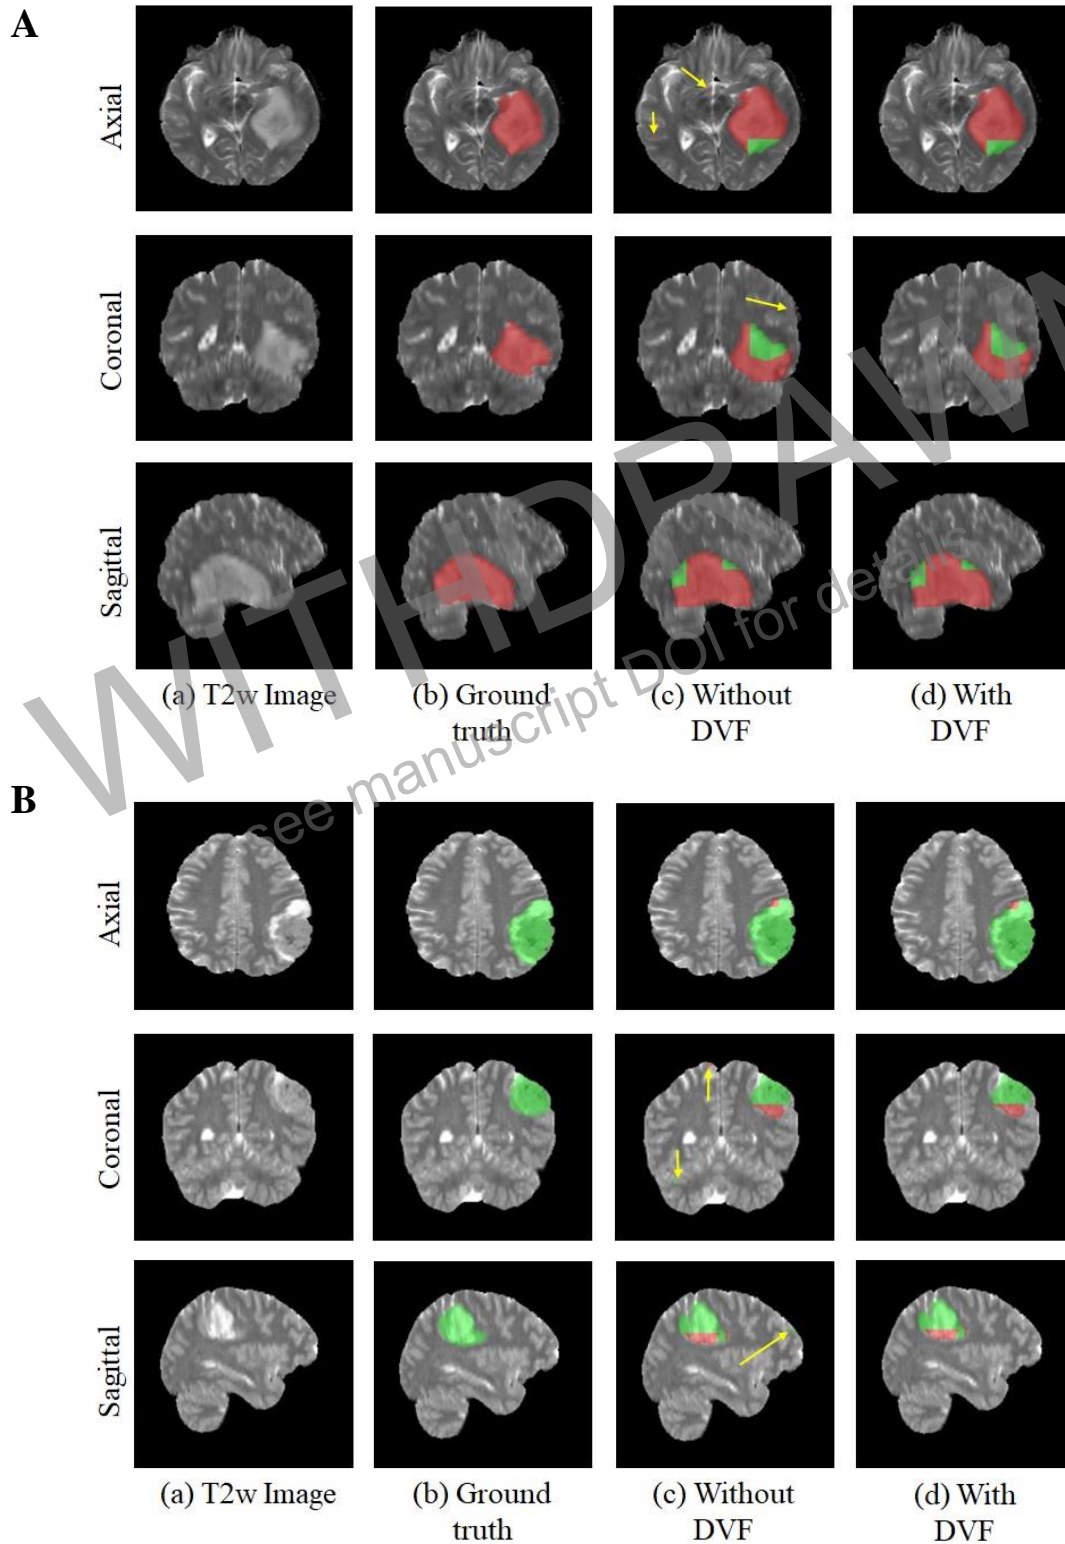 A
Axial
Coronal
Sagittal
(a) T2w Image
(b) Ground
truth
(c) Without
DVF
(d) With
DVF
WITHDRAWN
see manuscript DOI for details
B
Axial
Coronal
Sagittal
(a) T2w Image
(b) Ground
truth
(c) Without
DVF
(d) With
DVF